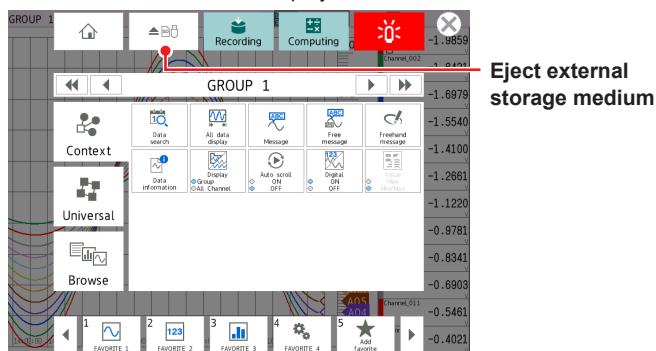 GROUP 1
Recording
Computing
-1.9859
Channel_002
-1.8421
GROUP 1
-1.6979
Eject external
storage medium
Context
Data
search
All data
display
ABC
Message
ABC
Free
message
Freehand
message
-1.5540
-1.4100
Data
information
Display
Group
All Channel
Auto scroll
ON
OFF
123
Digital
ON
OFF
Value
Max
Min/Max
-1.2661
Universal
-1.1220
-0.9781
-0.8341
Browse
-0.6903
A05
Channel_011
A04
-0.5461
1
FAVORITE 1
2
123
FAVORITE 2
3
FAVORITE 3
4
FAVORITE 4
5
Add
favorite
-0.4021